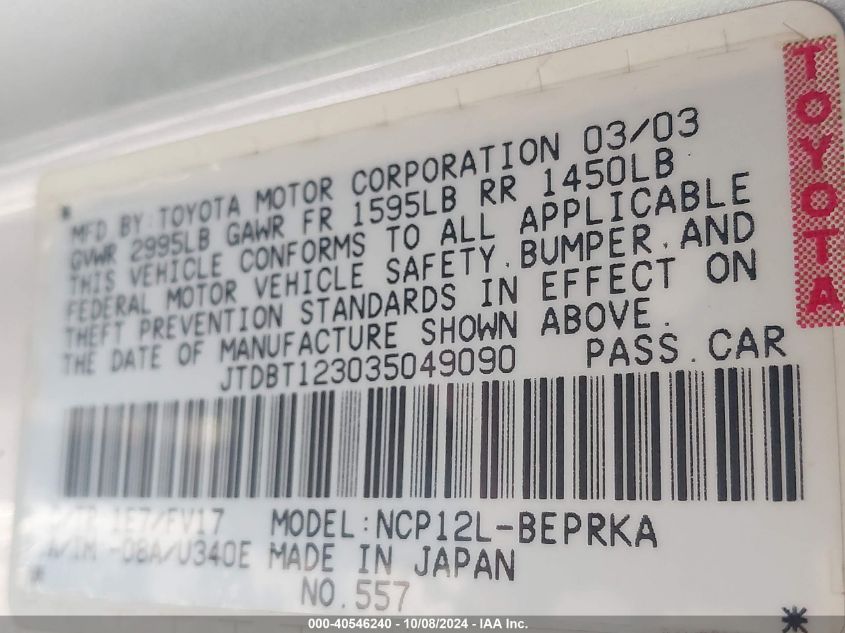 MFD BY:TOYOTA MOTOR CORPORATION 03/03
GVWR 2995LB GAWR FR 1595LB RR 1450LB
THIS VEHICLE CONFORMS TO ALL APPLICABLE
FEDERAL MOTOR VEHICLE SAFETY, BUMPER, AND
THEFT PREVENTION STANDARDS IN EFFECT ON
THE DATE OF MANUFACTURE SHOWN ABOVE.
JTDBT123035049090 PASS.CAR
1E7/FV17 MODEL:NCP12L-BEPRKA
-08A/U340E MADE IN JAPAN
NO.557
TOYOTA
000-40546240 - 10/08/2024 - IAA Inc.